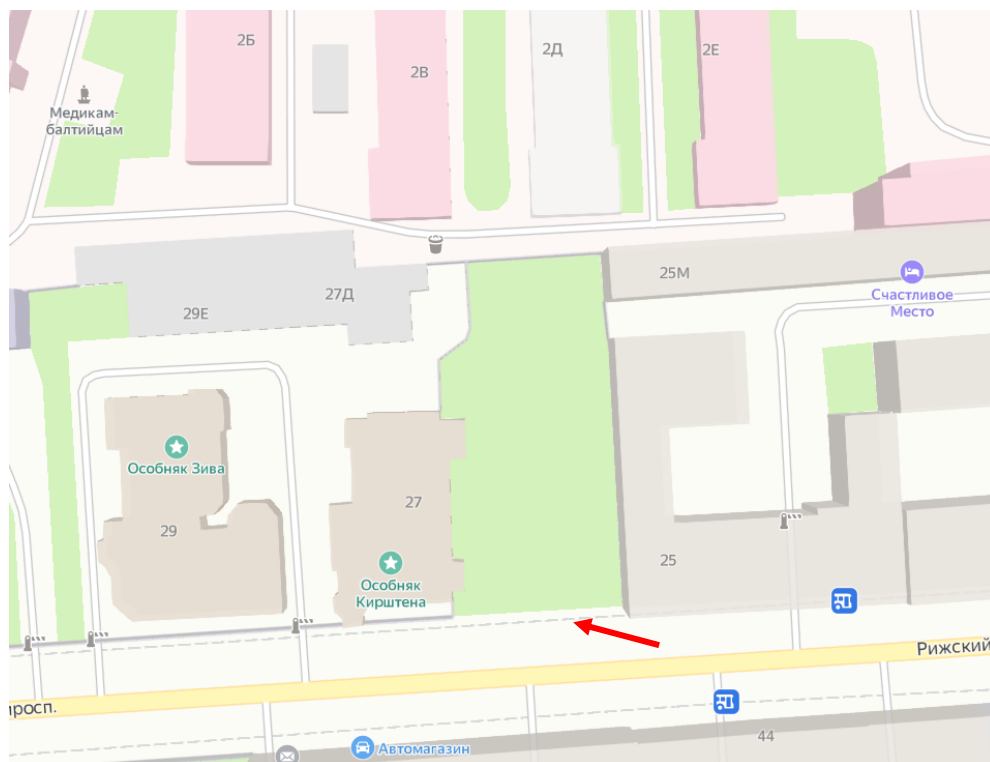 2Б
2В
2Д
2Е
Медикам-
балтийцам
25М
Счастливое
Место
27Д
29Е
Особняк Зива
27
29
25
Особняк
Кирштена
Рижский
просп.
44
Автомагазин